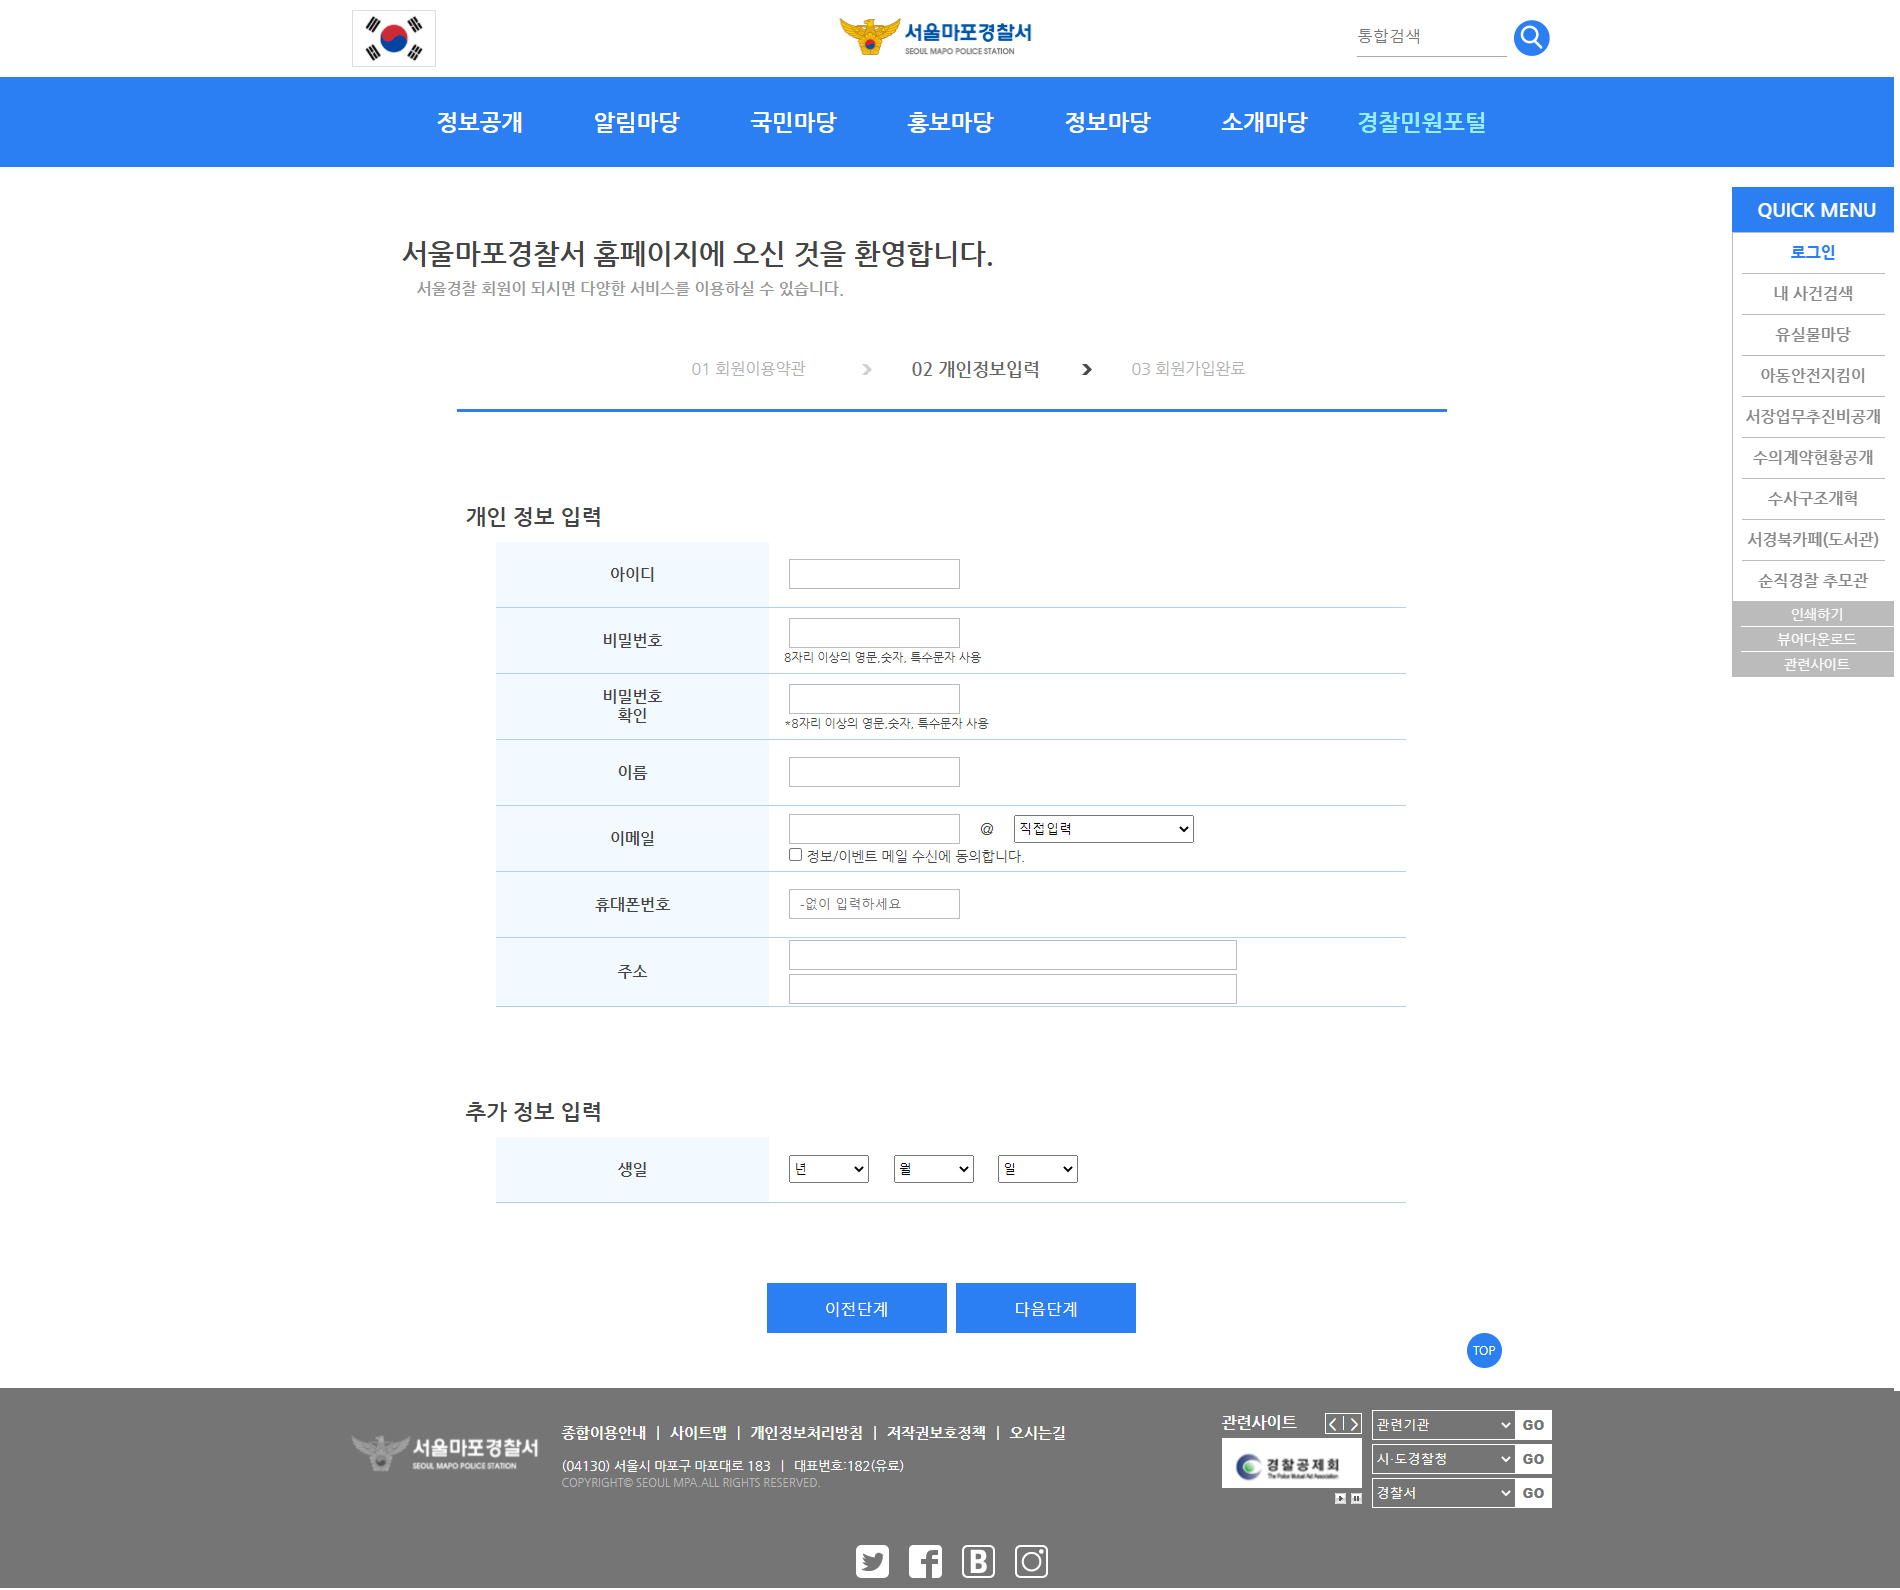 서울마포경찰서
SEOUL MAPO POLICE STATION
통합검색
정보공개 알림마당 국민마당 홍보마당 정보마당 소개마당 경찰민원포털
QUICK MENU
로그인
내 사건검색
유실물마당
아동안전지킴이
서장업무추진비공개
수의계약현황공개
수사구조개혁
서경북카페(도서관)
순직경찰 추모관
인쇄하기
뷰어다운로드
관련사이트
서울마포경찰서 홈페이지에 오신 것을 환영합니다.
서울경찰 회원이 되시면 다양한 서비스를 이용하실 수 있습니다.
01 회원이용약관 02 개인정보입력 03 회원가입완료
개인 정보 입력
아이디
비밀번호
8자리 이상의 영문,숫자, 특수문자 사용
비밀번호
확인
*8자리 이상의 영문,숫자, 특수문자 사용
이름
이메일 @ 직접입력
정보/이벤트 메일 수신에 동의합니다.
휴대폰번호 -없이 입력하세요
주소
추가 정보 입력
생일 년 월 일
이전단계 다음단계
TOP
서울마포경찰서
SEOUL MAPO POLICE STATION
종합이용안내 | 사이트맵 | 개인정보처리방침 | 저작권보호정책 | 오시는길
(04130) 서울시 마포구 마포대로 183 | 대표번호:182(유료)
COPYRIGHT© SEOUL MPA.ALL RIGHTS RESERVED.
관련사이트
경찰공제회
The Police Mutual Aid Association
관련기관 GO
시·도경찰청 GO
경찰서 GO